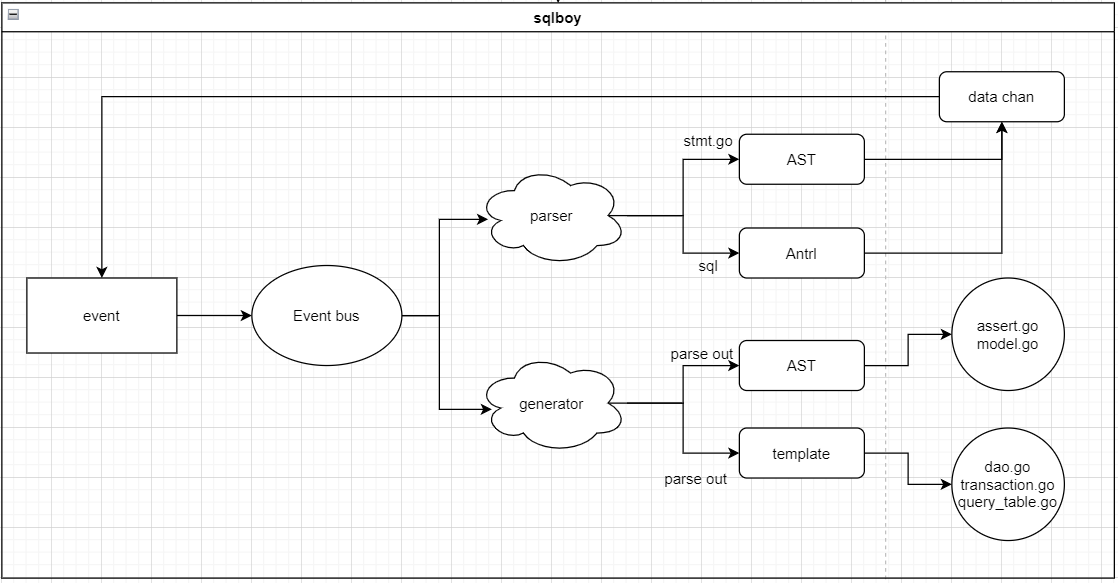 sqlboy
data chan
stmt.go
AST
parser
sql
Antrl
event
Event bus
assert.go
model.go
parse out
AST
generator
template
parse out
dao.go
transaction.go
query_table.go